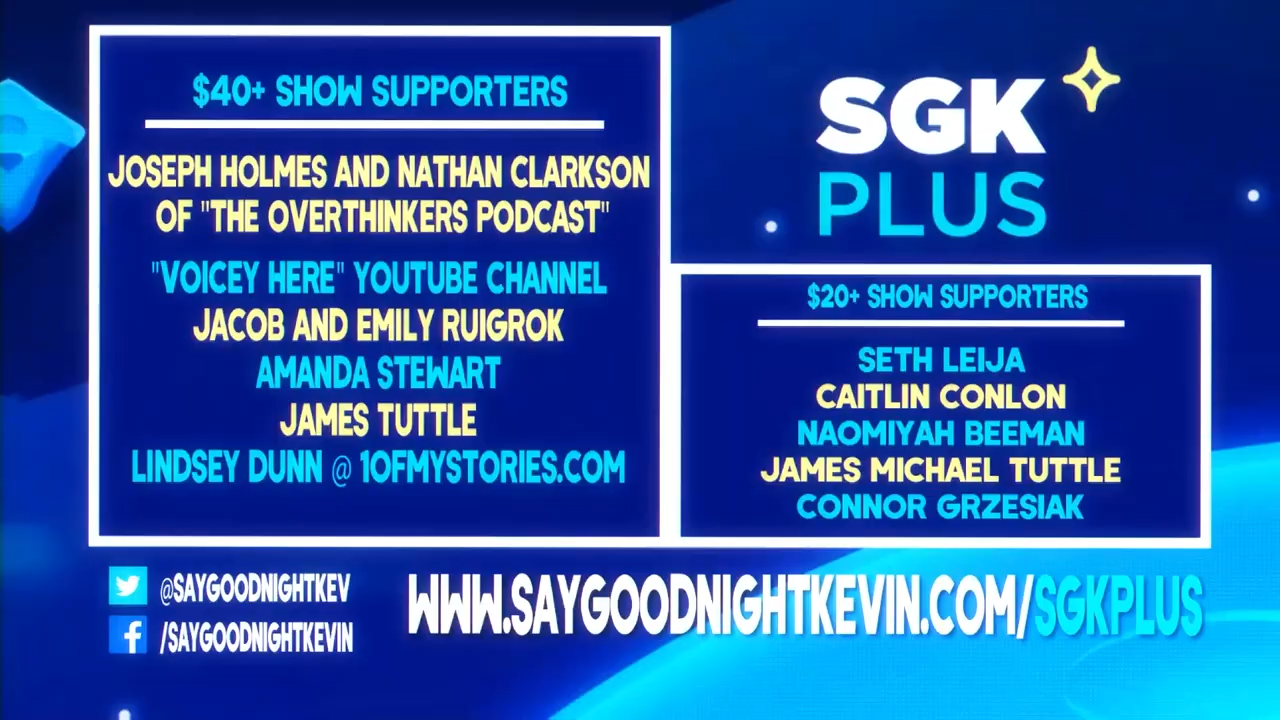 $40+ SHOW SUPPORTERS
JOSEPH HOLMES AND NATHAN CLARKSON
OF "THE OVERTHINKERS PODCAST"
"VOICEY HERE" YOUTUBE CHANNEL
JACOB AND EMILY RUIGROK
AMANDA STEWART
JAMES TUTTLE
LINDSEY DUNN @ 1OFMYSTORIES.COM
SGK
PLUS
$20+ SHOW SUPPORTERS
SETH LEIJA
CAITLIN CONLON
NAOMIYAH BEEMAN
JAMES MICHAEL TUTTLE
CONNOR GRZESIAK
@SAYGOODNIGHTKEV
/SAYGOODNIGHTKEVIN
WWW.SAYGOODNIGHTKEVIN.COM/SGKPLUS